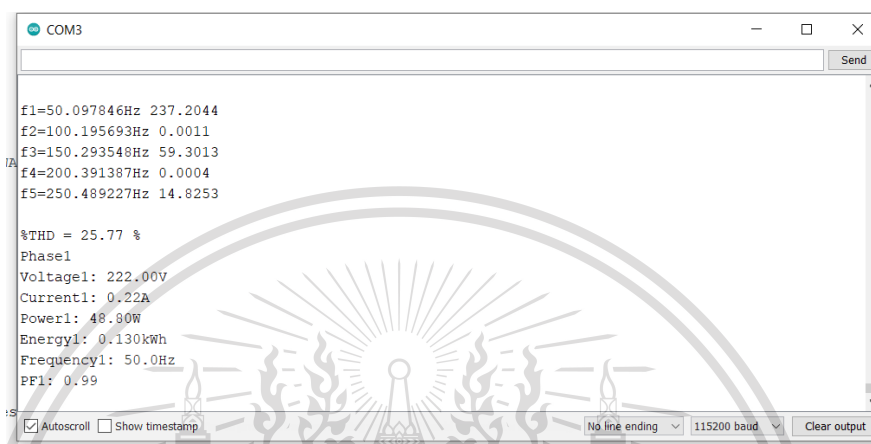 COM3
Send
f1=50.097846Hz 237.2044
f2=100.195693Hz 0.0011
f3=150.293548Hz 59.3013
f4=200.391387Hz 0.0004
f5=250.489227Hz 14.8253
%THD = 25.77 %
Phase1
Voltage1: 222.00V
Current1: 0.22A
Power1: 48.80W
Energy1: 0.130kWh
Frequency1: 50.0Hz
PF1: 0.99
Autoscroll Show timestamp No line ending 115200 baud Clear output